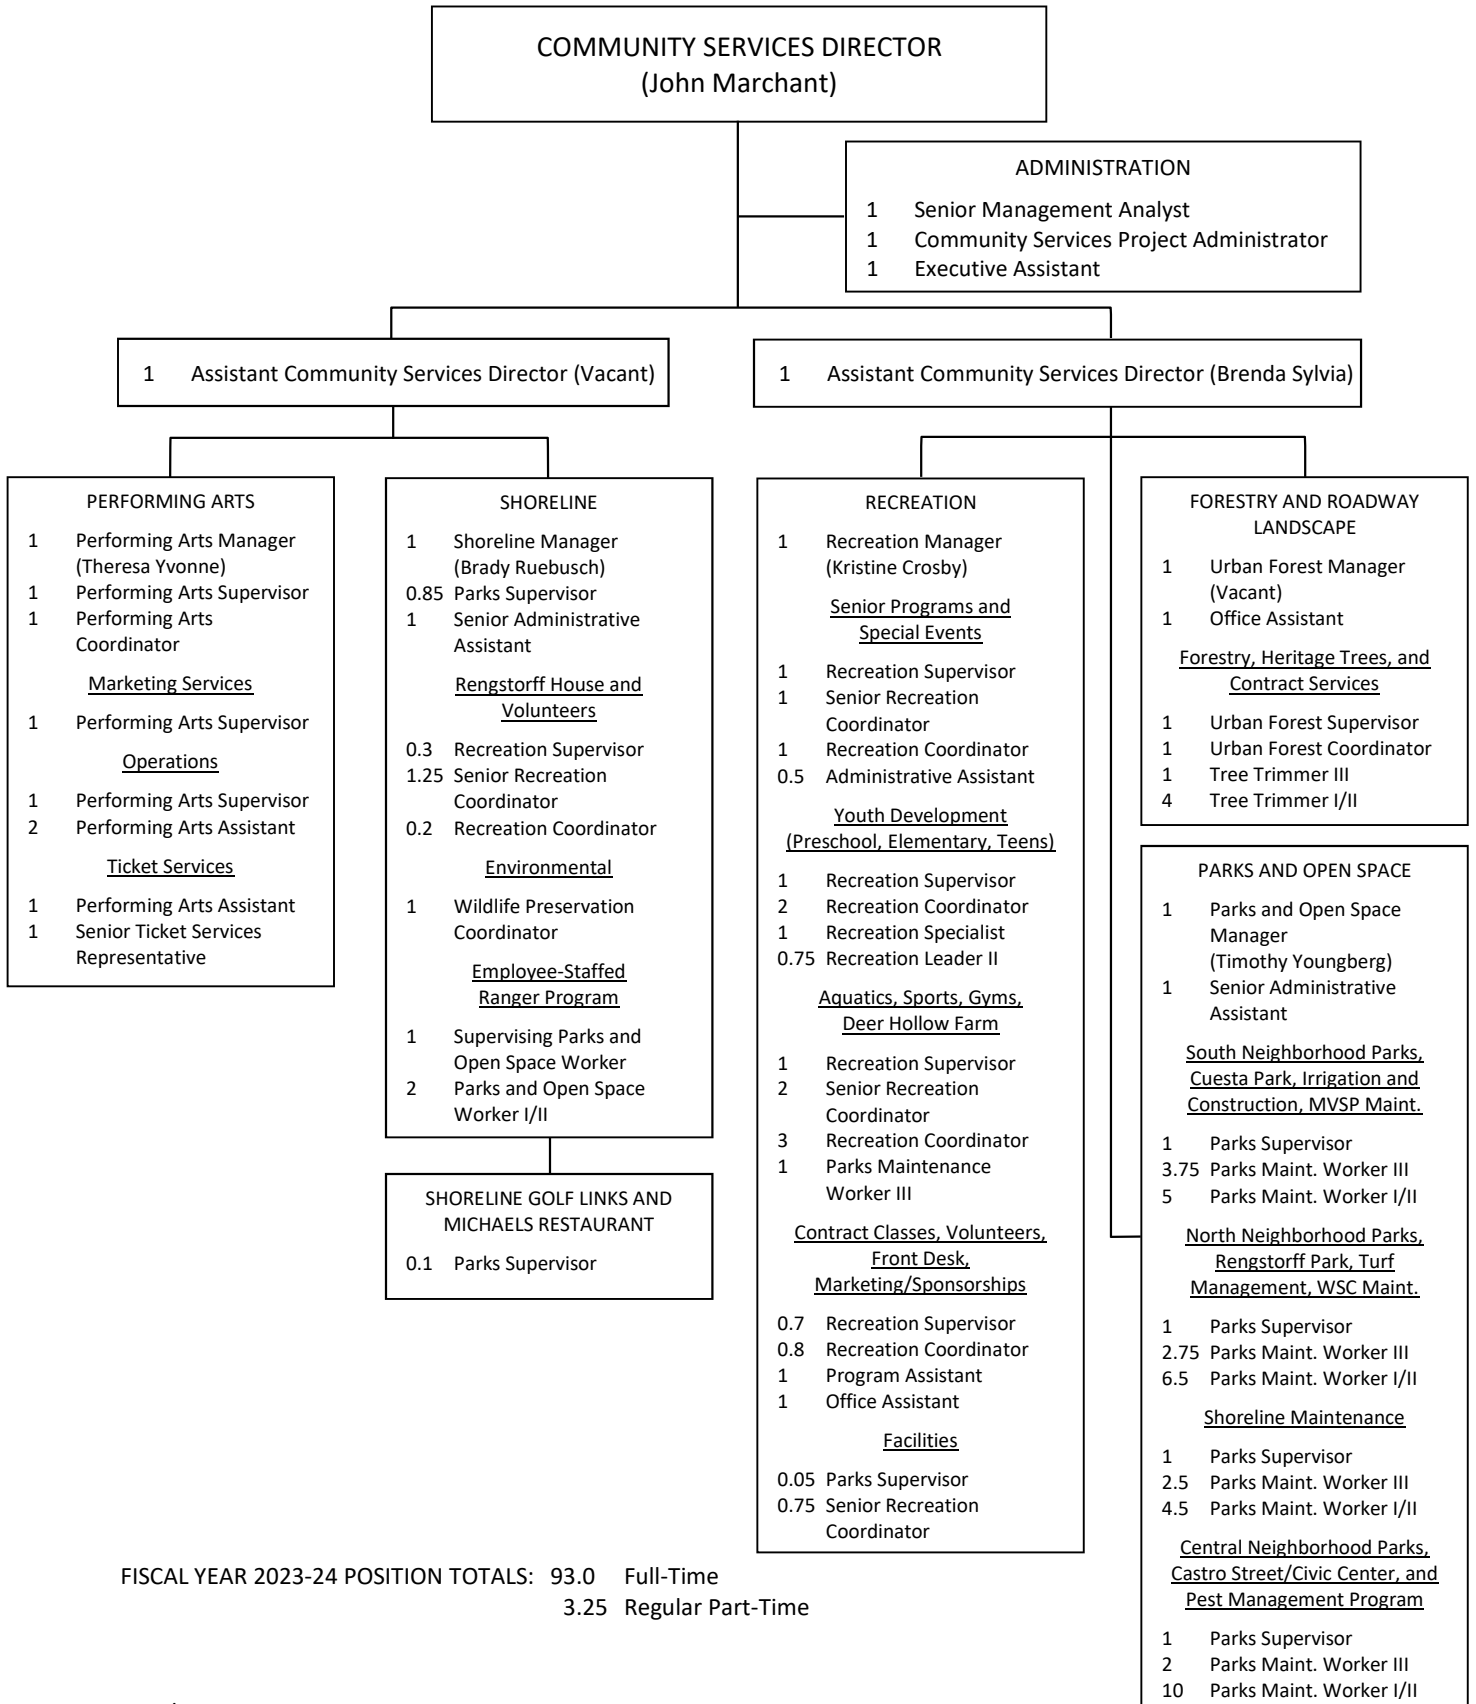 COMMUNITY SERVICES DIRECTOR
(John Marchant)
ADMINISTRATION
1 Senior Management Analyst
1 Community Services Project Administrator
1 Executive Assistant
1 Assistant Community Services Director (Vacant)
1 Assistant Community Services Director (Brenda Sylvia)
PERFORMING ARTS
1 Performing Arts Manager
(Theresa Yvonne)
1 Performing Arts Supervisor
1 Performing Arts
Coordinator
Marketing Services
1 Performing Arts Supervisor
Operations
1 Performing Arts Supervisor
2 Performing Arts Assistant
Ticket Services
1 Performing Arts Assistant
1 Senior Ticket Services
Representative
SHORELINE
1 Shoreline Manager
(Brady Ruebusch)
0.85 Parks Supervisor
1 Senior Administrative
Assistant
Rengstorff House and
Volunteers
0.3 Recreation Supervisor
1.25 Senior Recreation
Coordinator
0.2 Recreation Coordinator
Environmental
1 Wildlife Preservation
Coordinator
Employee-Staffed
Ranger Program
1 Supervising Parks and
Open Space Worker
2 Parks and Open Space
Worker I/II
SHORELINE GOLF LINKS AND
MICHAELS RESTAURANT
0.1 Parks Supervisor
RECREATION
1 Recreation Manager
(Kristine Crosby)
Senior Programs and
Special Events
1 Recreation Supervisor
1 Senior Recreation
Coordinator
1 Recreation Coordinator
0.5 Administrative Assistant
Youth Development
(Preschool, Elementary, Teens)
1 Recreation Supervisor
2 Recreation Coordinator
1 Recreation Specialist
0.75 Recreation Leader II
Aquatics, Sports, Gyms,
Deer Hollow Farm
1 Recreation Supervisor
2 Senior Recreation
Coordinator
3 Recreation Coordinator
1 Parks Maintenance
Worker III
Contract Classes, Volunteers,
Front Desk,
Marketing/Sponsorships
0.7 Recreation Supervisor
0.8 Recreation Coordinator
1 Program Assistant
1 Office Assistant
Facilities
0.05 Parks Supervisor
0.75 Senior Recreation
Coordinator
FORESTRY AND ROADWAY
LANDSCAPE
1 Urban Forest Manager
(Vacant)
1 Office Assistant
Forestry, Heritage Trees, and
Contract Services
1 Urban Forest Supervisor
1 Urban Forest Coordinator
1 Tree Trimmer III
4 Tree Trimmer I/II
PARKS AND OPEN SPACE
1 Parks and Open Space
Manager
(Timothy Youngberg)
1 Senior Administrative
Assistant
South Neighborhood Parks,
Cuesta Park, Irrigation and
Construction, MVSP Maint.
1 Parks Supervisor
3.75 Parks Maint. Worker III
5 Parks Maint. Worker I/II
North Neighborhood Parks,
Rengstorff Park, Turf
Management, WSC Maint.
1 Parks Supervisor
2.75 Parks Maint. Worker III
6.5 Parks Maint. Worker I/II
Shoreline Maintenance
1 Parks Supervisor
2.5 Parks Maint. Worker III
4.5 Parks Maint. Worker I/II
Central Neighborhood Parks,
Castro Street/Civic Center, and
Pest Management Program
1 Parks Supervisor
2 Parks Maint. Worker III
10 Parks Maint. Worker I/II
FISCAL YEAR 2023-24 POSITION TOTALS: 93.0 Full-Time
3.25 Regular Part-Time